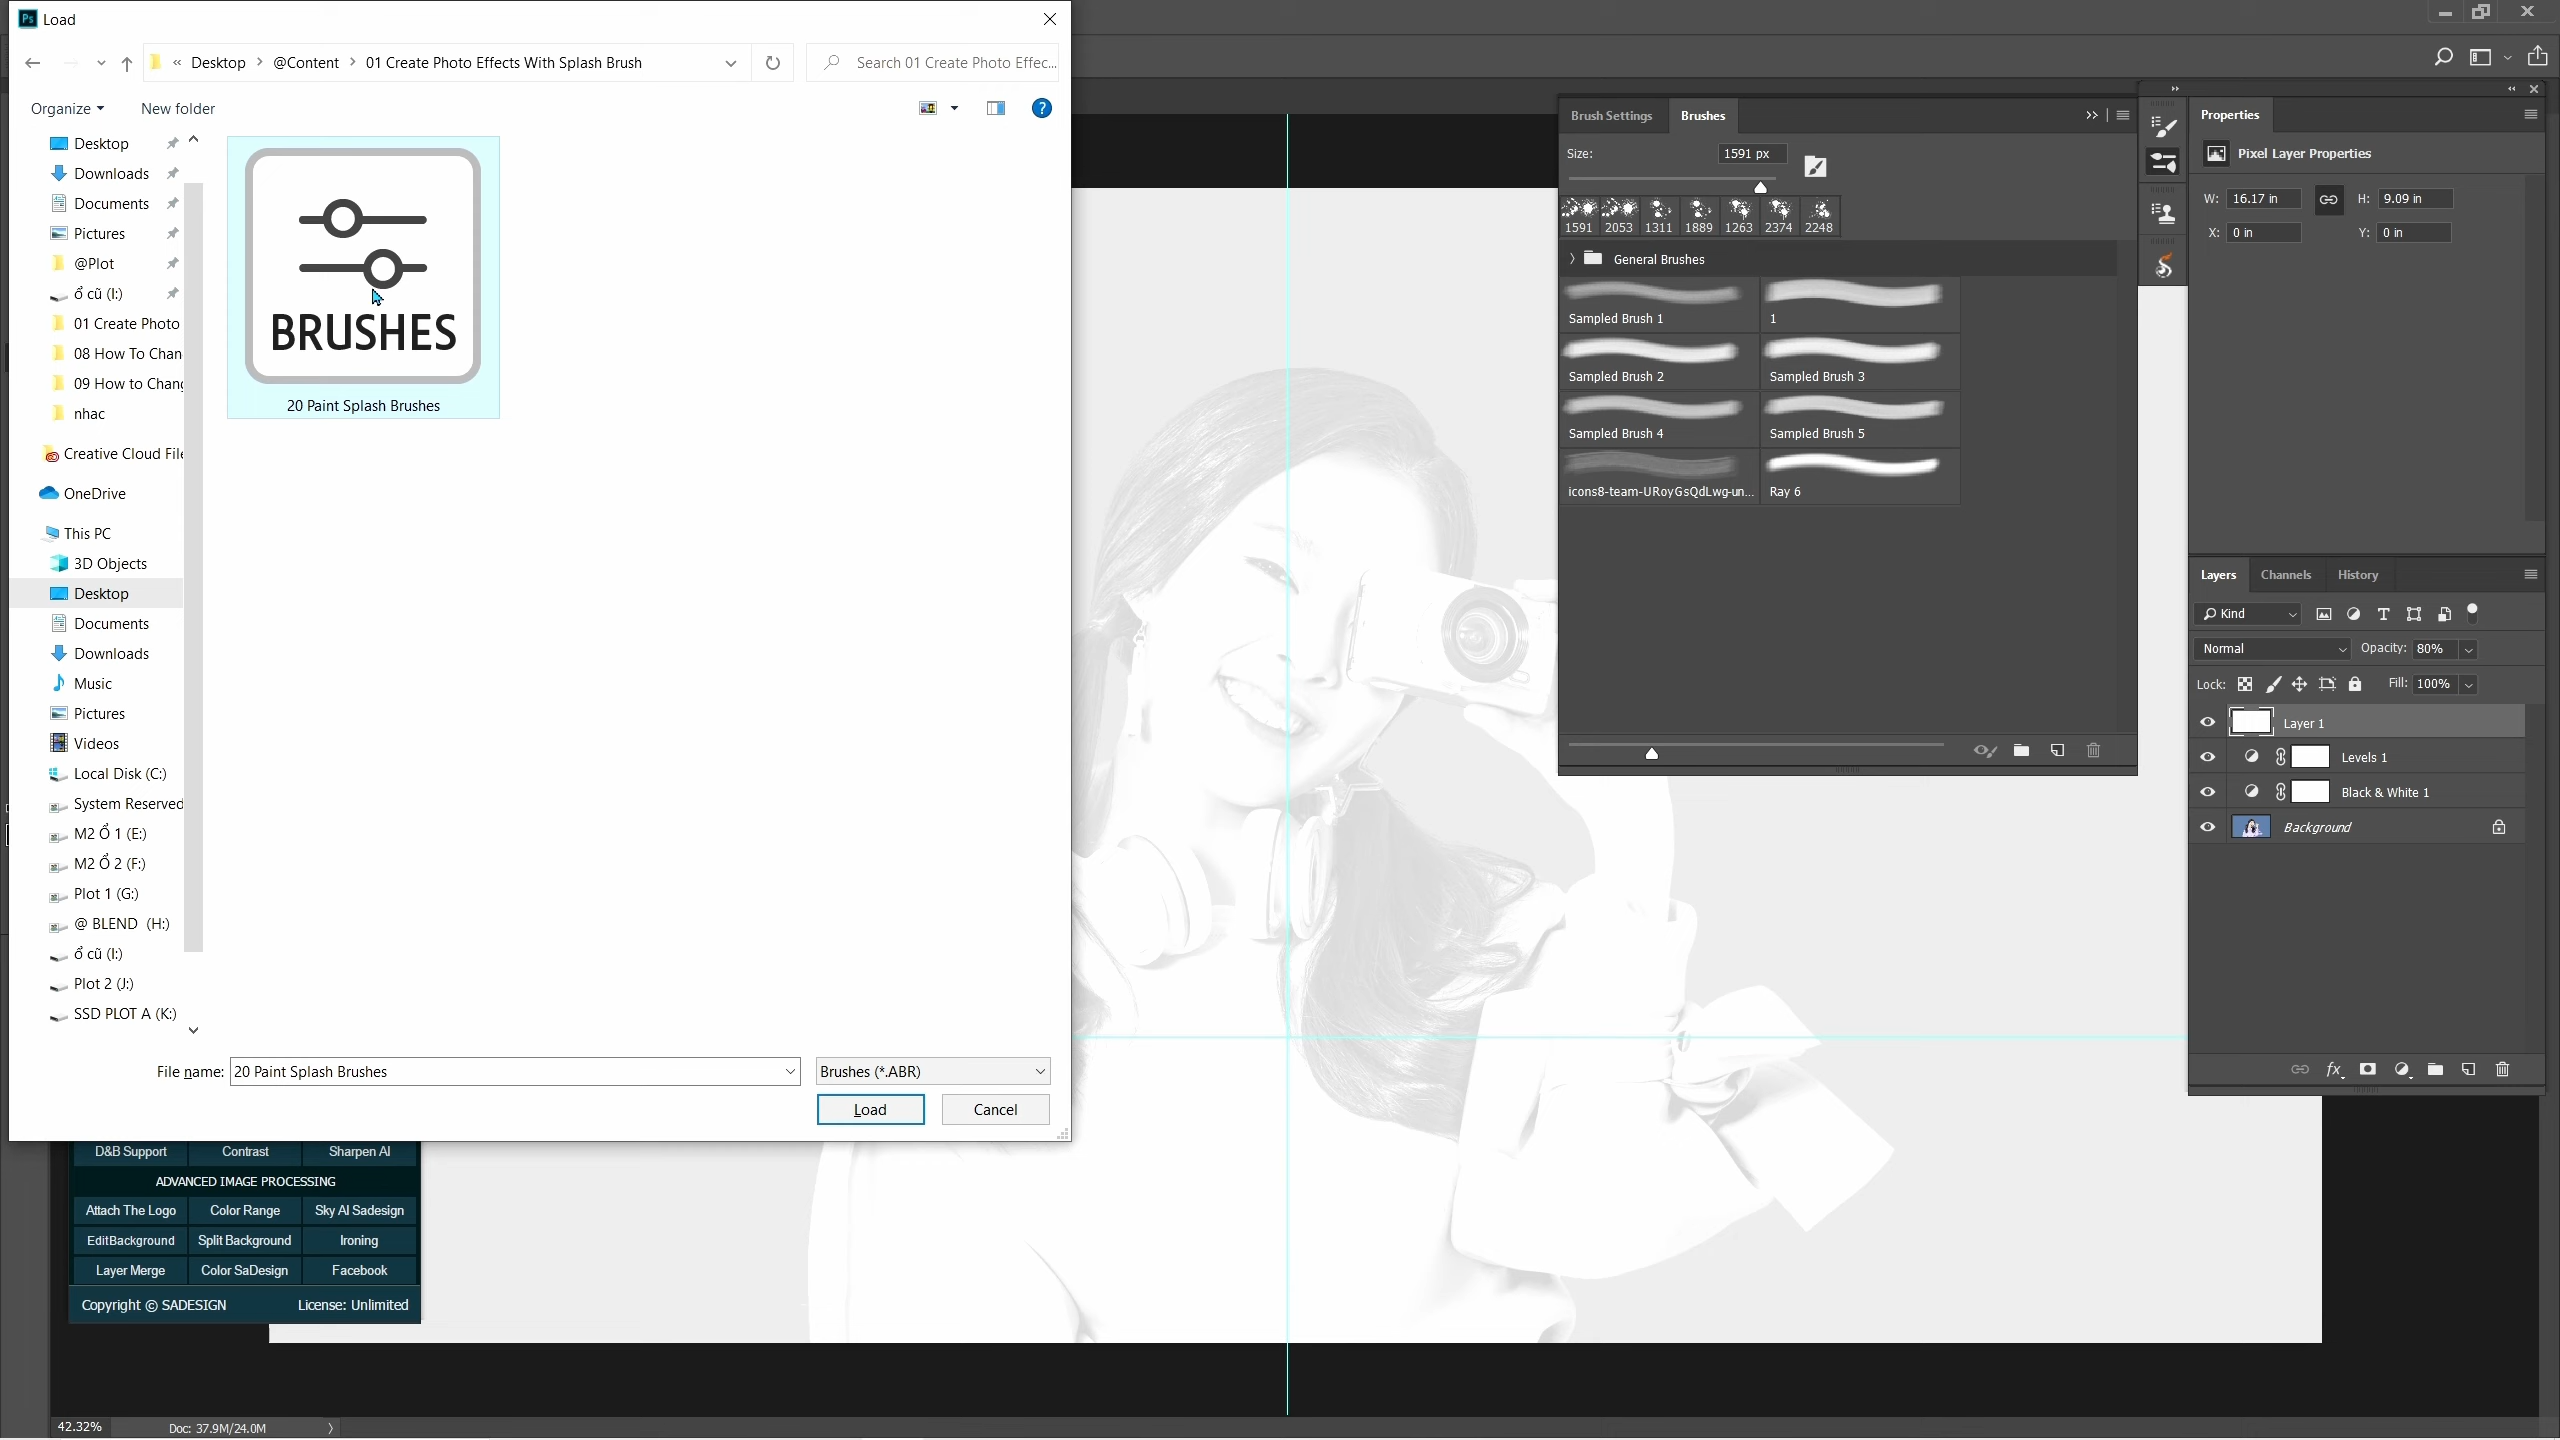 Ps Load
« Desktop > @Content > 01 Create Photo Effects With Splash Brush
Search 01 Create Photo Effec...
Organize
New folder
Desktop
Downloads
Documents
Pictures
@Plot
ổ cũ (I:)
01 Create Photo
08 How To Chan
09 How to Chang
nhac
Creative Cloud File
OneDrive
This PC
3D Objects
Desktop
Documents
Downloads
Music
Pictures
Videos
Local Disk (C:)
System Reserved
M2 Ổ 1 (E:)
M2 Ổ 2 (F:)
Plot 1 (G:)
@ BLEND (H:)
ổ cũ (I:)
Plot 2 (J:)
SSD PLOT A (K:)
BRUSHES
20 Paint Splash Brushes
File name: 20 Paint Splash Brushes
Brushes (*.ABR)
Load Cancel
D&B Support Contrast Sharpen AI
ADVANCED IMAGE PROCESSING
Attach The Logo Color Range Sky AI Sadesign
EditBackground Split Background Ironing
Layer Merge Color SaDesign Facebook
Copyright © SADESIGN License: Unlimited
42.32% Doc: 37.9M/24.0M
Brush Settings Brushes
Size: 1591 px
1591 2053 1311 1889 1263 2374 2248
General Brushes
Sampled Brush 1 1
Sampled Brush 2 Sampled Brush 3
Sampled Brush 4 Sampled Brush 5
icons8-team-URoyGsQdLwg-un... Ray 6
Properties
Pixel Layer Properties
W: 16.17 in H: 9.09 in
X: 0 in Y: 0 in
Layers Channels History
Kind
Normal Opacity: 80%
Lock: Fill: 100%
Layer 1
Levels 1
Black & White 1
Background
fx